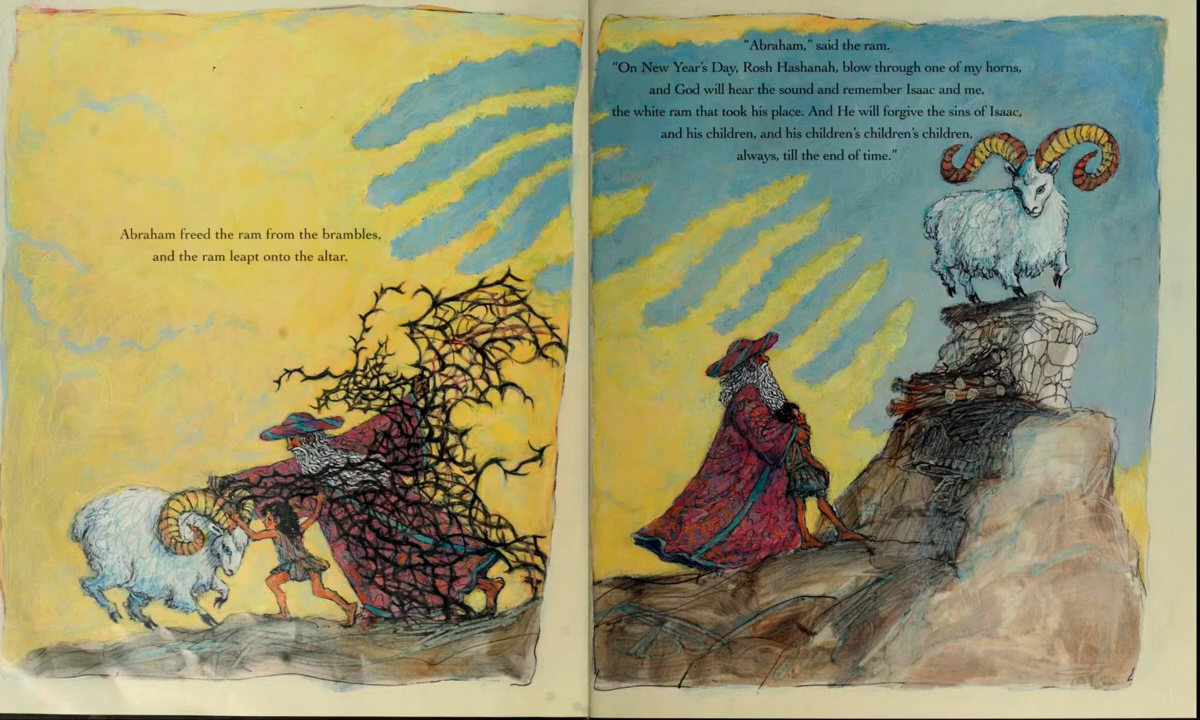 Abraham freed the ram from the brambles,
and the ram leapt onto the altar.
“Abraham,” said the ram.
“On New Year’s Day, Rosh Hashanah, blow through one of my horns,
and God will hear the sound and remember Isaac and me,
the white ram that took his place. And He will forgive the sins of Isaac,
and his children, and his children’s children’s children,
always, till the end of time.”